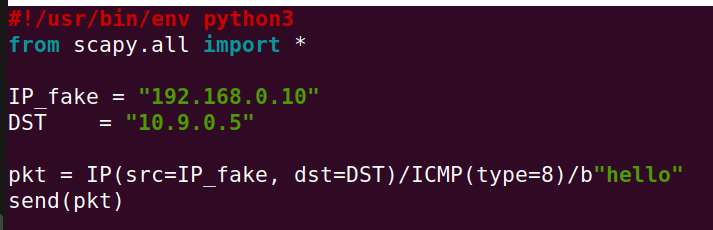 #!/usr/bin/env python3
from scapy.all import *
IP_fake = "192.168.0.10"
DST    = "10.9.0.5"
pkt = IP(src=IP_fake, dst=DST)/ICMP(type=8)/b"hello"
send(pkt)